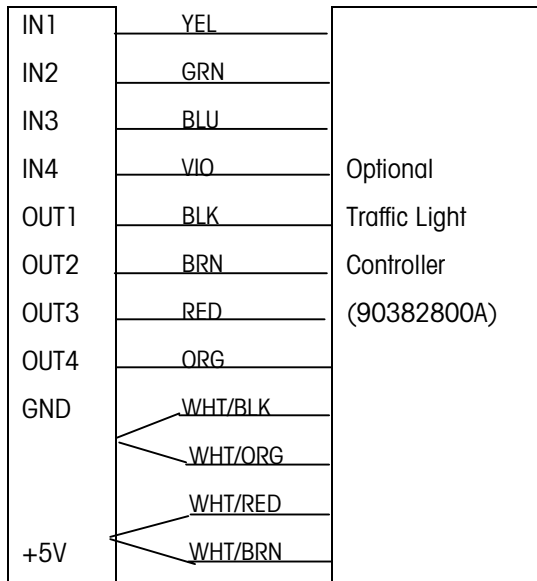 IN1 YEL
IN2 GRN
IN3 BLU
IN4 VIO Optional
OUT1 BLK Traffic Light
OUT2 BRN Controller
OUT3 RED (90382800A)
OUT4 ORG
GND WHT/BLK
WHT/ORG
WHT/RED
+5V WHT/BRN